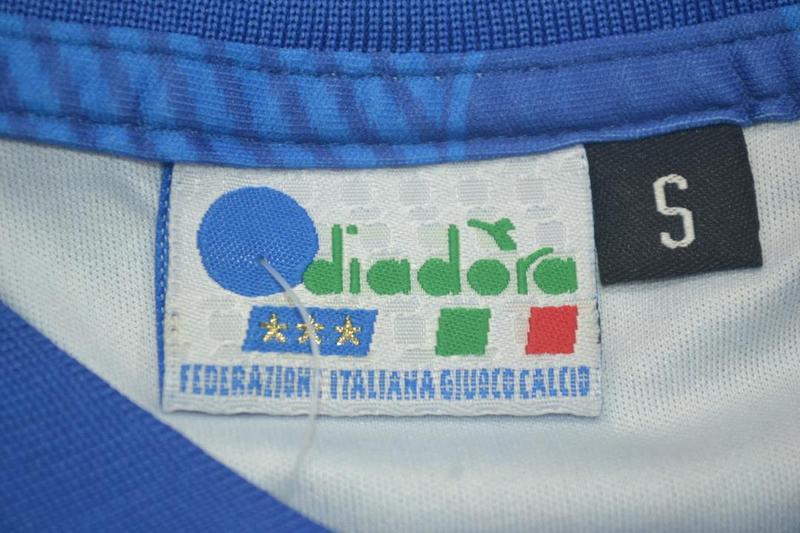 diadora
S
FEDERAZIONE ITALIANA GIUOCO CALCIO